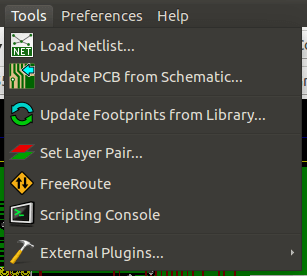 Tools Preferences Help
NET Load Netlist...
Update PCB from Schematic...
Update Footprints from Library...
Set Layer Pair...
FreeRoute
Scripting Console
External Plugins...